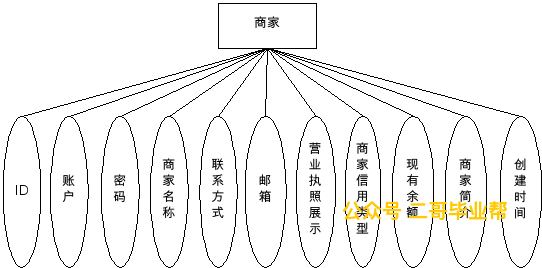 商家
ID
账户
密码
商家名称
联系方式
邮箱
营业执照展示
商家信用类型
现有余额
商家简介
创建时间
公众号 二哥毕业帮